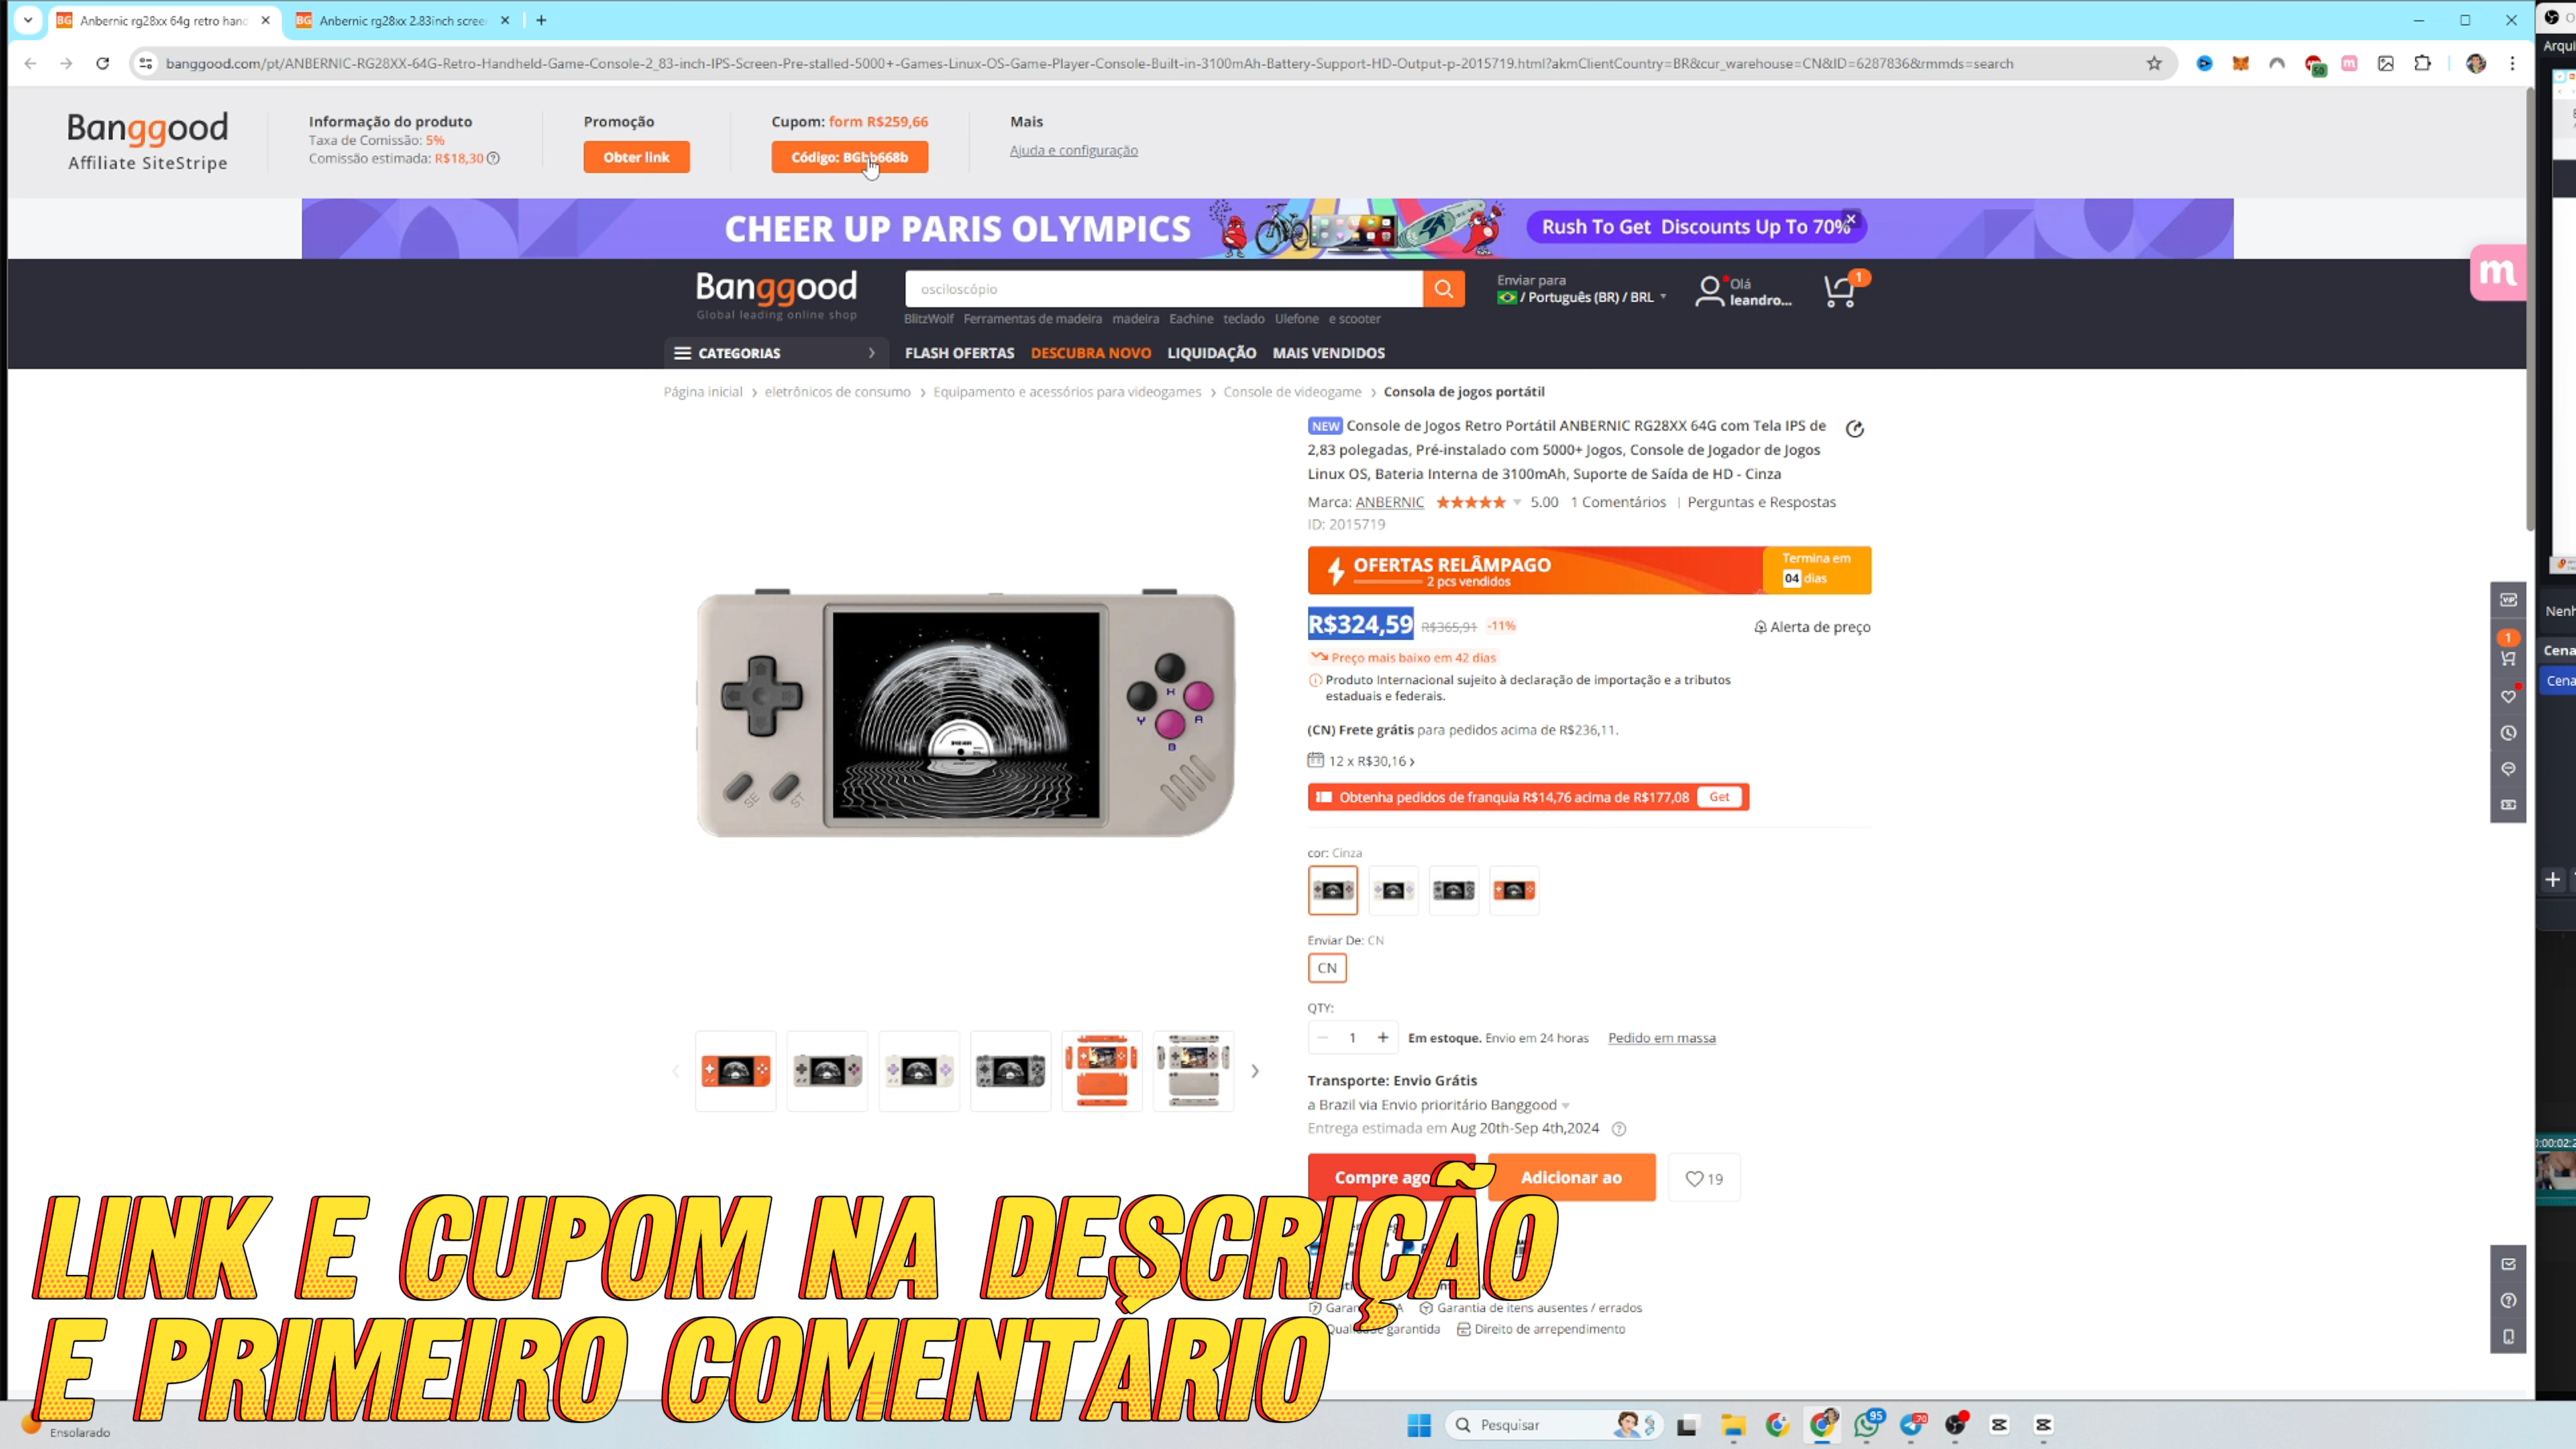 Anbernic rg28xx 64g retro hand
Anbernic rg28xx 2.83inch scree
banggood.com/pt/ANBERNIC-RG28XX-64G-Retro-Handheld-Game-Console-2_83-inch-IPS-Screen-Pre-stalled-5000+-Games-Linux-OS-Game-Player-Console-Built-in-3100mAh-Battery-Support-HD-Output-p-2015719.html?akmClientCountry=BR&cur_warehouse=CN&ID=6287836&rmmds=search
Banggood
Affiliate SiteStripe
Informação do produto
Taxa de Comissão: 5%
Comissão estimada: R$18,30
Promoção
Obter link
Cupom: form R$259,66
Código: BGbb668b
Mais
Ajuda e configuração
CHEER UP PARIS OLYMPICS
Rush To Get Discounts Up To 70%
Banggood
Global leading online shop
osciloscópio
BlitzWolf Ferramentas de madeira madeira Eachine teclado Ulefone e scooter
Enviar para
/ Português (BR) / BRL
Olá
leandro...
1
CATEGORIAS
FLASH OFERTAS DESCUBRA NOVO LIQUIDAÇÃO MAIS VENDIDOS
Página inicial > eletrônicos de consumo > Equipamento e acessórios para videogames > Console de videogame > Consola de jogos portátil
NEW Console de Jogos Retro Portátil ANBERNIC RG28XX 64G com Tela IPS de
2,83 polegadas, Pré-instalado com 5000+ Jogos, Console de Jogador de Jogos
Linux OS, Bateria Interna de 3100mAh, Suporte de Saída de HD - Cinza
Marca: ANBERNIC 5.00 1 Comentários | Perguntas e Respostas
ID: 2015719
OFERTAS RELÂMPAGO
2 pcs vendidos
Termina em
04 dias
R$324,59 R$365,91 -11%
Alerta de preço
Preço mais baixo em 42 dias
Produto Internacional sujeito à declaração de importação e a tributos
estaduais e federais.
(CN) Frete grátis para pedidos acima de R$236,11.
12 x R$30,16
Obtenha pedidos de franquia R$14,76 acima de R$177,08 Get
cor: Cinza
Enviar De: CN
CN
QTY:
1
Em estoque. Envio em 24 horas Pedido em massa
Transporte: Envio Grátis
a Brazil via Envio prioritário Banggood
Entrega estimada em Aug 20th-Sep 4th,2024
Compre ago
Adicionar ao
19
Garantia de itens ausentes / errados
garantida
Direito de arrependimento
SE
ST
H
Y
A
B
LINK E CUPOM NA DESCRIÇÃO
E PRIMEIRO COMENTÁRIO
Ensolarado
Pesquisar
95
70
VIP
1
50
Arqui
Nenh
Cena
Cena